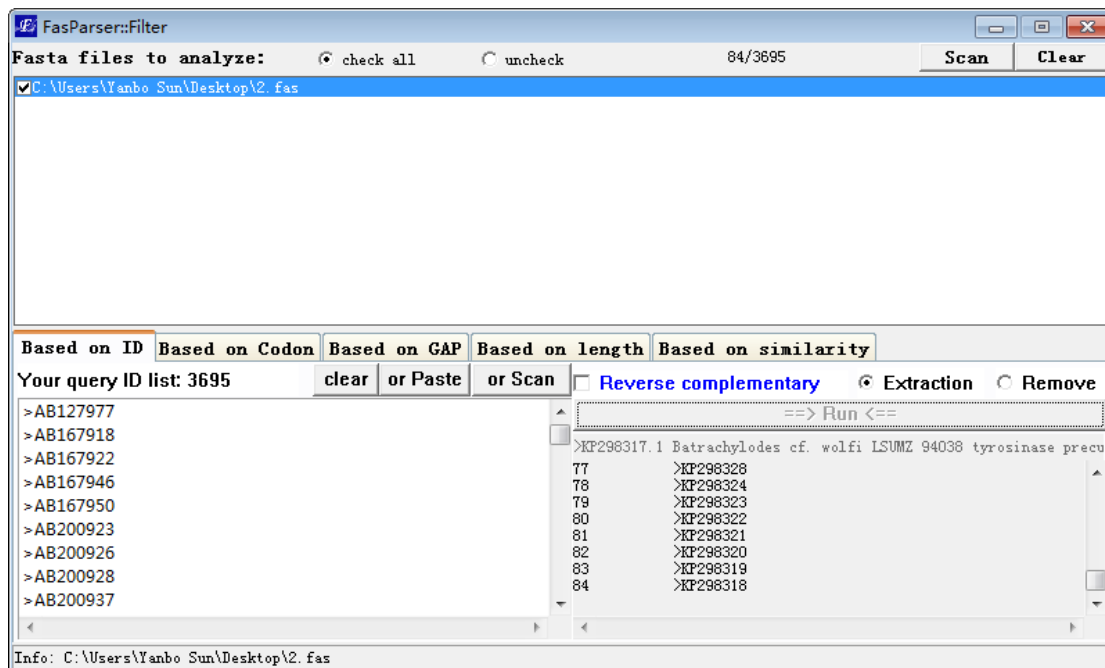 FasParser::Filter
Fasta files to analyze: check all uncheck 84/3695 Scan Clear
C:\Users\Yanbo Sun\Desktop\2.fas
Based on ID Based on Codon Based on GAP Based on length Based on similarity
Your query ID list: 3695 clear or Paste or Scan Reverse complementary Extraction Remove
==> Run <==
>AB127977
>AB167918
>AB167922
>AB167946
>AB167950
>AB200923
>AB200926
>AB200928
>AB200937
>KP298317.1 Batrachylodes cf. wolfi LSUMZ 94038 tyrosinase precu
77 >KP298328
78 >KP298324
79 >KP298323
80 >KP298322
81 >KP298321
82 >KP298320
83 >KP298319
84 >KP298318
Info: C:\Users\Yanbo Sun\Desktop\2.fas